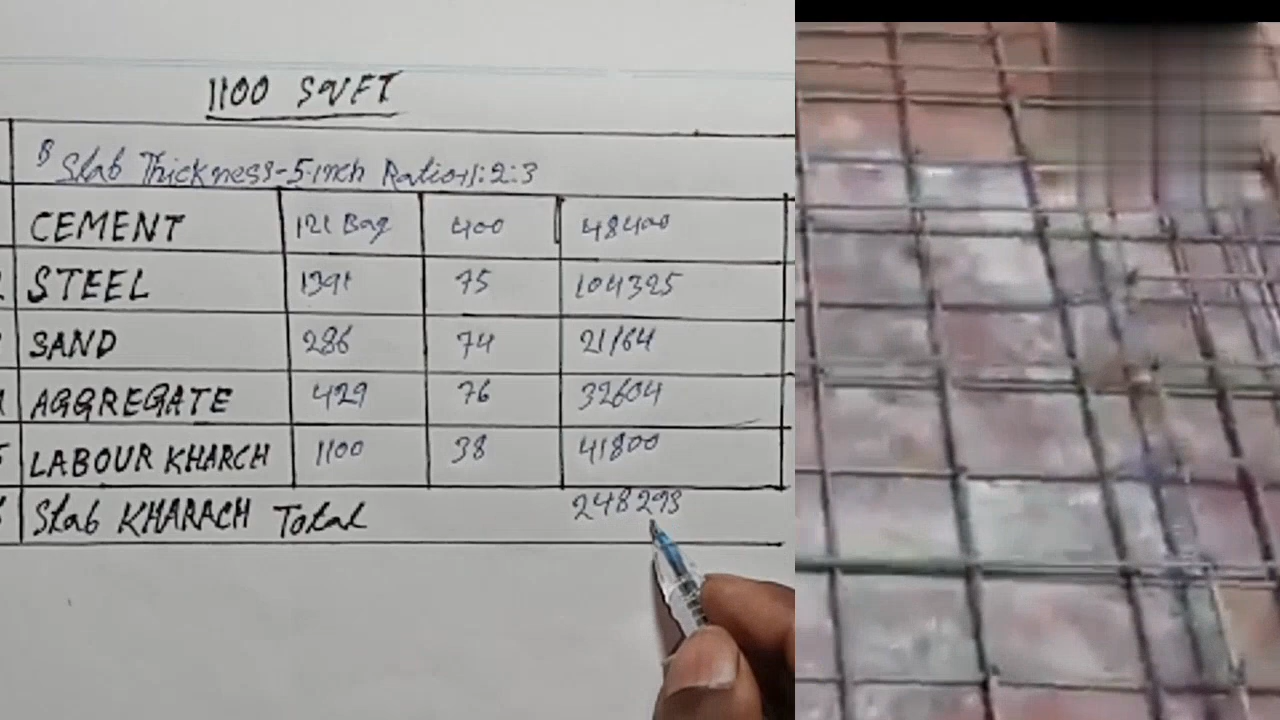 1100 SQFT
Slab Thickness-5-inch Ratio-1:2:3
CEMENT 121 Bag 400 48400
STEEL 1391 75 104325
SAND 286 74 21164
AGGREGATE 429 76 32604
LABOUR KHARCH 1100 38 41800
Slab KHARACH Total 248293